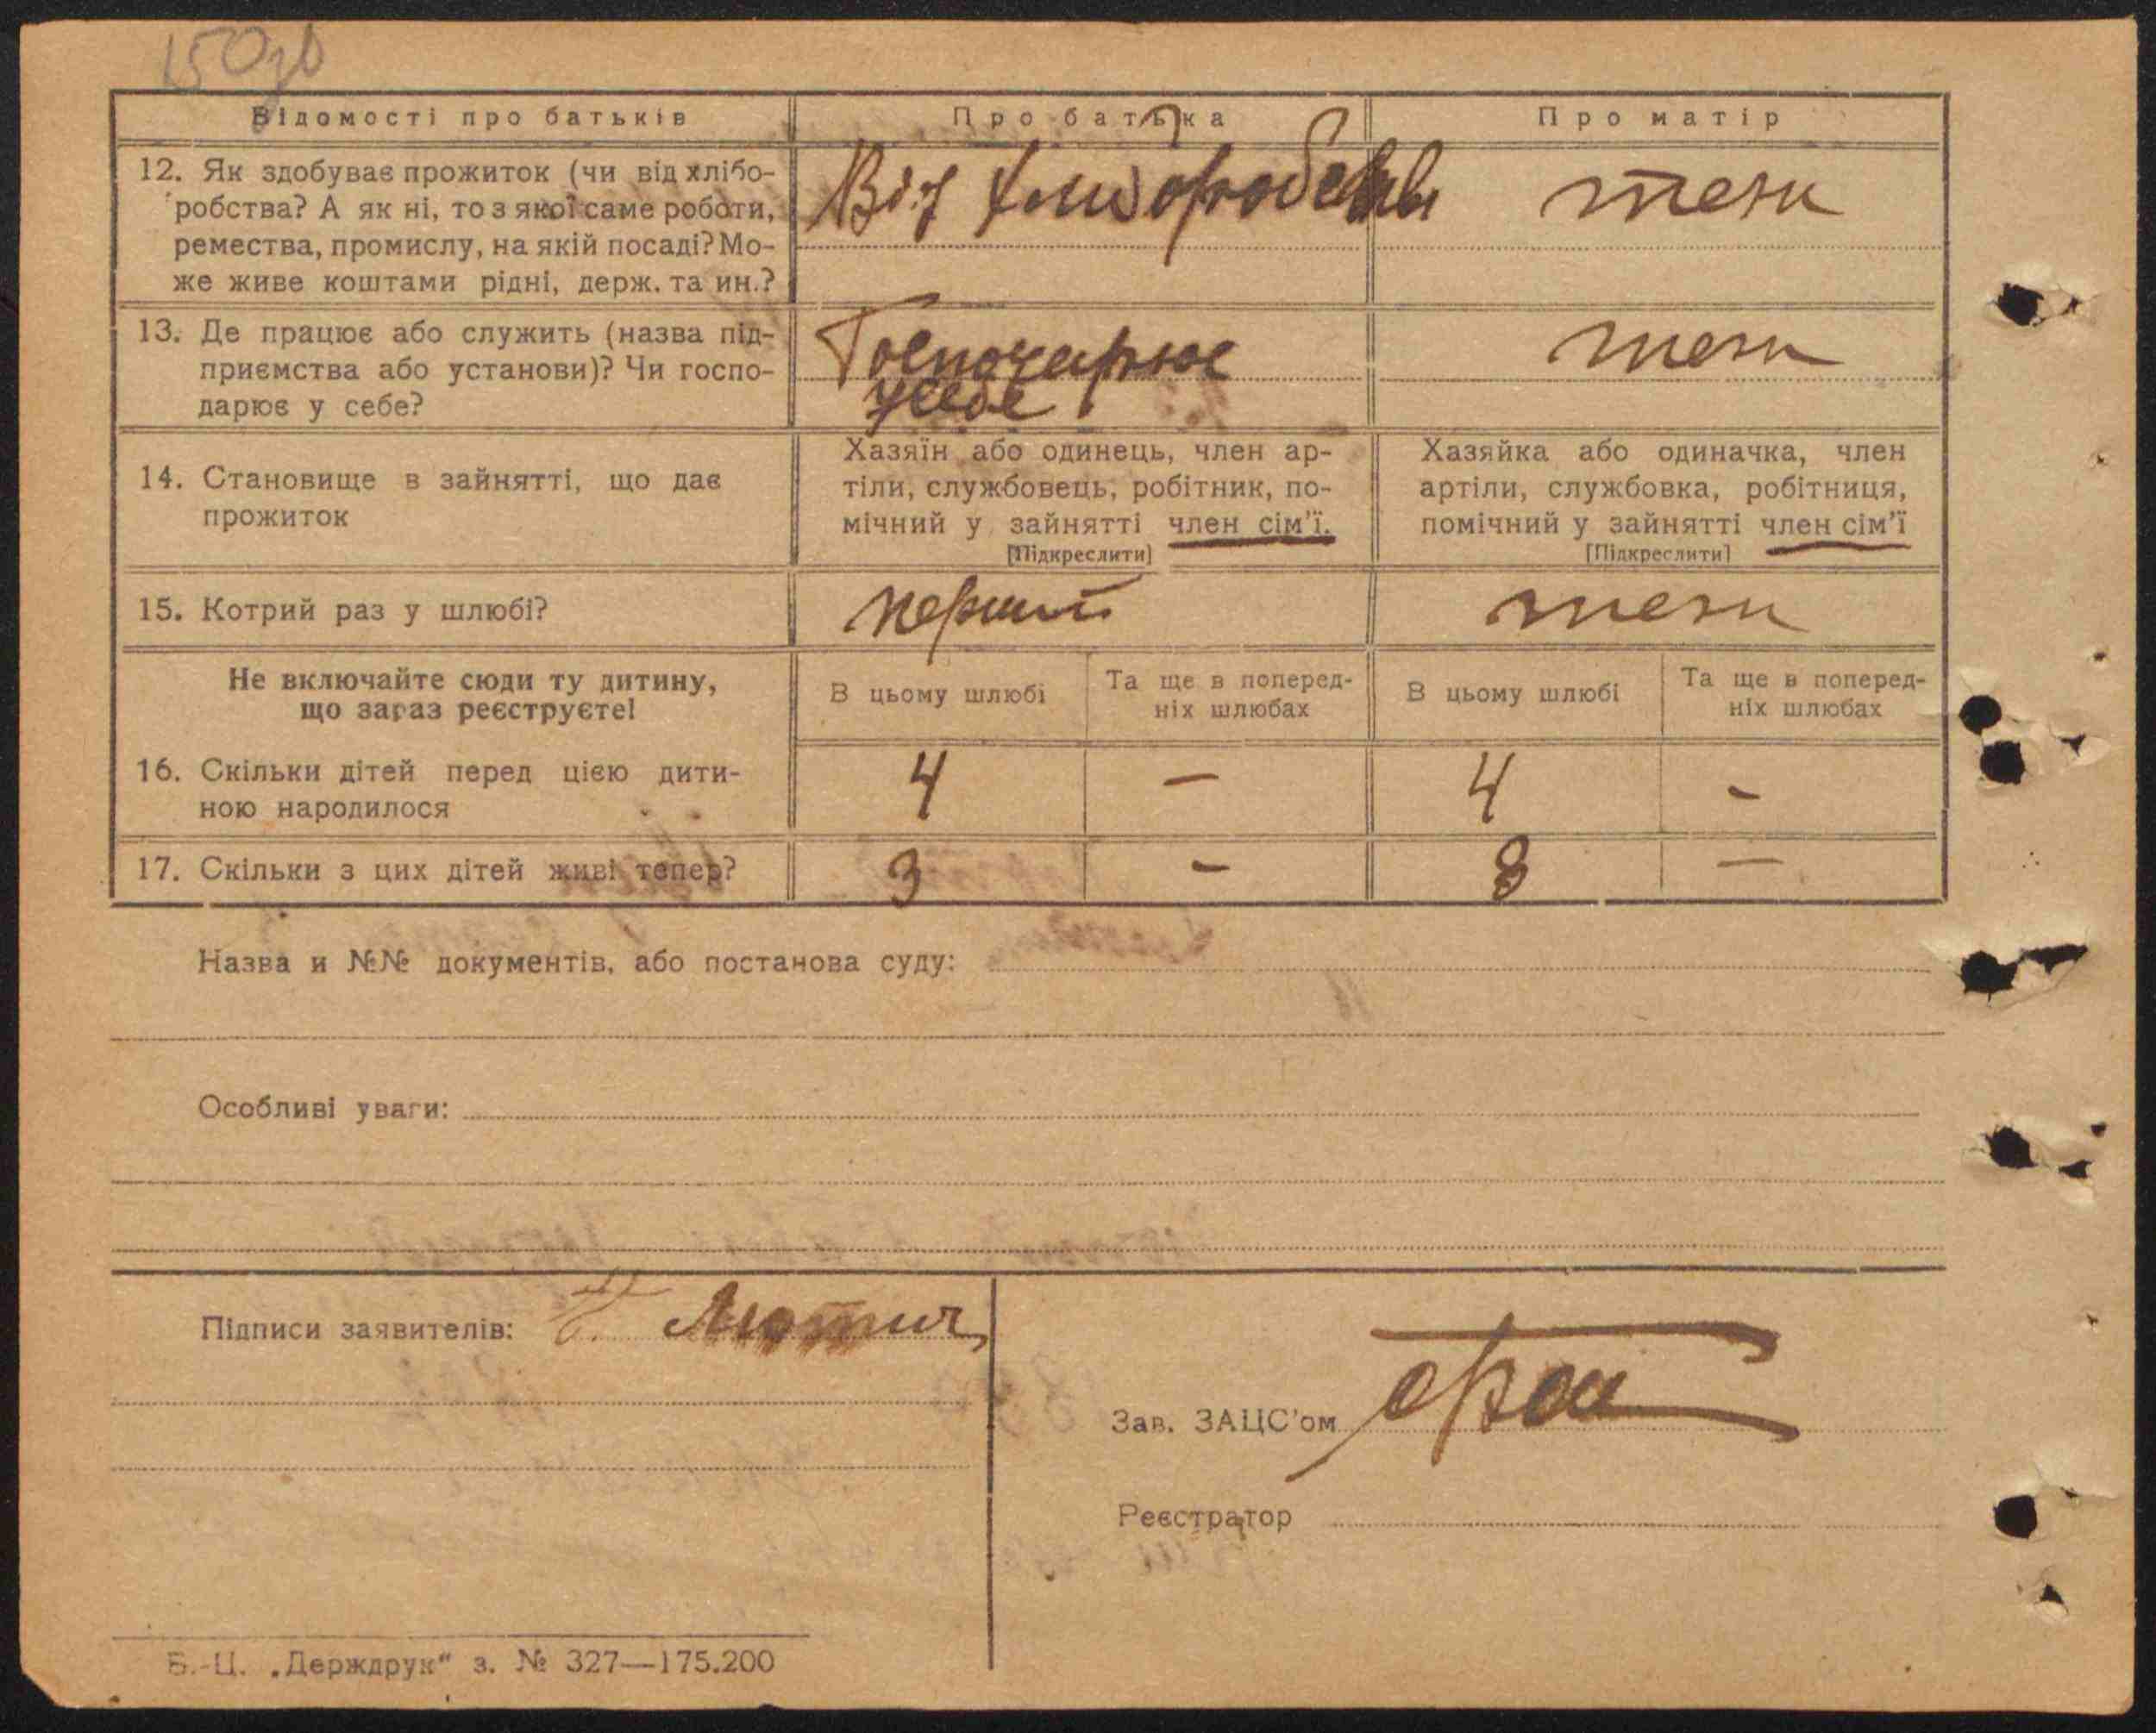 150зв
Відомості про батьків
Про батька
Про матір
12. Як здобуває прожиток (чи від хлібо-
робства? А як ні, то з якої саме роботи,
ремества, промислу, на якій посаді? Мо-
же живе коштами рідні, держ. та ин.?
Від
теж
13. Де працює або служить (назва під-
приємства або установи)? Чи госпо-
дарює у себе?
Господарює
у себе
теж
14. Становище в зайнятті, що дає
прожиток
Хазяїн або одинець, член ар-
тіли, службовець, робітник, по-
мічний у зайнятті член сім'ї.
[Підкреслити]
Хазяйка або одиначка, член
артіли, службовка, робітниця,
помічний у зайнятті член сім'ї
[Підкреслити]
15. Котрий раз у шлюбі?
перший
теж
Не включайте сюди ту дитину,
що зараз реєструєте!
В цьому шлюбі
Та ще в поперед-
ніх шлюбах
В цьому шлюбі
Та ще в поперед-
ніх шлюбах
16. Скільки дітей перед цією дити-
ною народилося
4 — 4 —
17. Скільки з цих дітей живі тепер?
3 — 3 —
Назва и №№ документів, або постанова суду:
Особливі уваги:
Підписи заявителів:
Зав. ЗАЦС'ом
Реєстратор
Б.-Ц. „Держдрук“ з. № 327—175.200